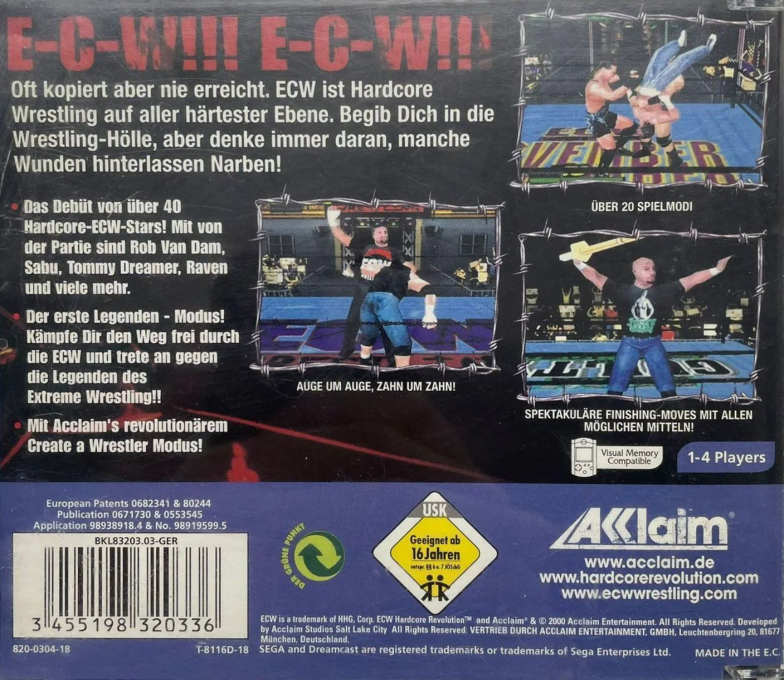 E-C-W!!! E-C-W!!!
Oft kopiert aber nie erreicht. ECW ist Hardcore
Wrestling auf aller härtester Ebene. Begib Dich in die
Wrestling-Hölle, aber denke immer daran, manche
Wunden hinterlassen Narben!
• Das Debüt von über 40
Hardcore-ECW-Stars! Mit von
der Partie sind Rob Van Dam,
Sabu, Tommy Dreamer, Raven
und viele mehr.
• Der erste Legenden - Modus!
Kämpfe Dir den Weg frei durch
die ECW und trete an gegen
die Legenden des
Extreme Wrestling!!
• Mit Acclaim's revolutionärem
Create a Wrestler Modus!
AUGE UM AUGE, ZAHN UM ZAHN!
ÜBER 20 SPIELMODI
SPEKTAKULÄRE FINISHING-MOVES MIT ALLEN
MÖGLICHEN MITTELN!
Visual Memory
Compatible
1-4 Players
European Patents 0682341 & 80244
Publication 0671730 & 0553545
Application 98938918.4 & No. 98919599.5
BKL83203.03-GER
3 455198 320336
820-0304-18
T-8116D-18
DER GRÜNE PUNKT
USK
Geeignet ab
16 Jahren
AKKlaim®
www.acclaim.de
www.hardcorerevolution.com
www.ecwwrestling.com
ECW is a trademark of HHG, Corp. ECW Hardcore Revolution™ and Acclaim® & © 2000 Acclaim Entertainment. All Rights Reserved. Developed
by Acclaim Studios Salt Lake City All Rights Reserved. VERTRIEB DURCH ACCLAIM ENTERTAINMENT, GMBH, Leuchtenbergring 20, 81677
München, Deutschland.
SEGA and Dreamcast are registered trademarks or trademarks of Sega Enterprises Ltd.
MADE IN THE E.C.